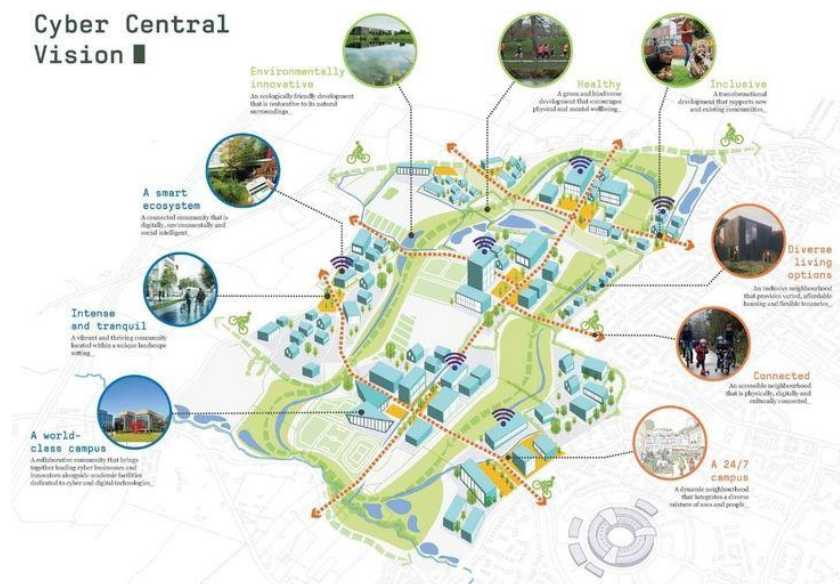 Cyber Central
Vision
Environmentally
innovative
An ecologically friendly development
that is restorative to its natural
surroundings_
Healthy
A green and biodiverse
development that encourages
physical and mental wellbeing_
Inclusive
A transformational
development that supports new
and existing communities_
A smart
ecosystem
A connected community that is
digitally, environmentally and
social intelligent_
Diverse
living
options
An inclusive neighbourhood
that provides varied, affordable
housing and flexible tenancies_
Intense
and tranquil
A vibrant and thriving community
located within a unique landscape
setting_
Connected
An accessible neighbourhood
that is physically, digitally and
culturally connected_
A world-
class campus
A collaborative community that brings
together leading cyber businesses and
innovators alongside academic facilities
dedicated to cyber and digital technologies_
A 24/7
campus
A dynamic neighbourhood
that integrates a diverse
mixture of uses and people_